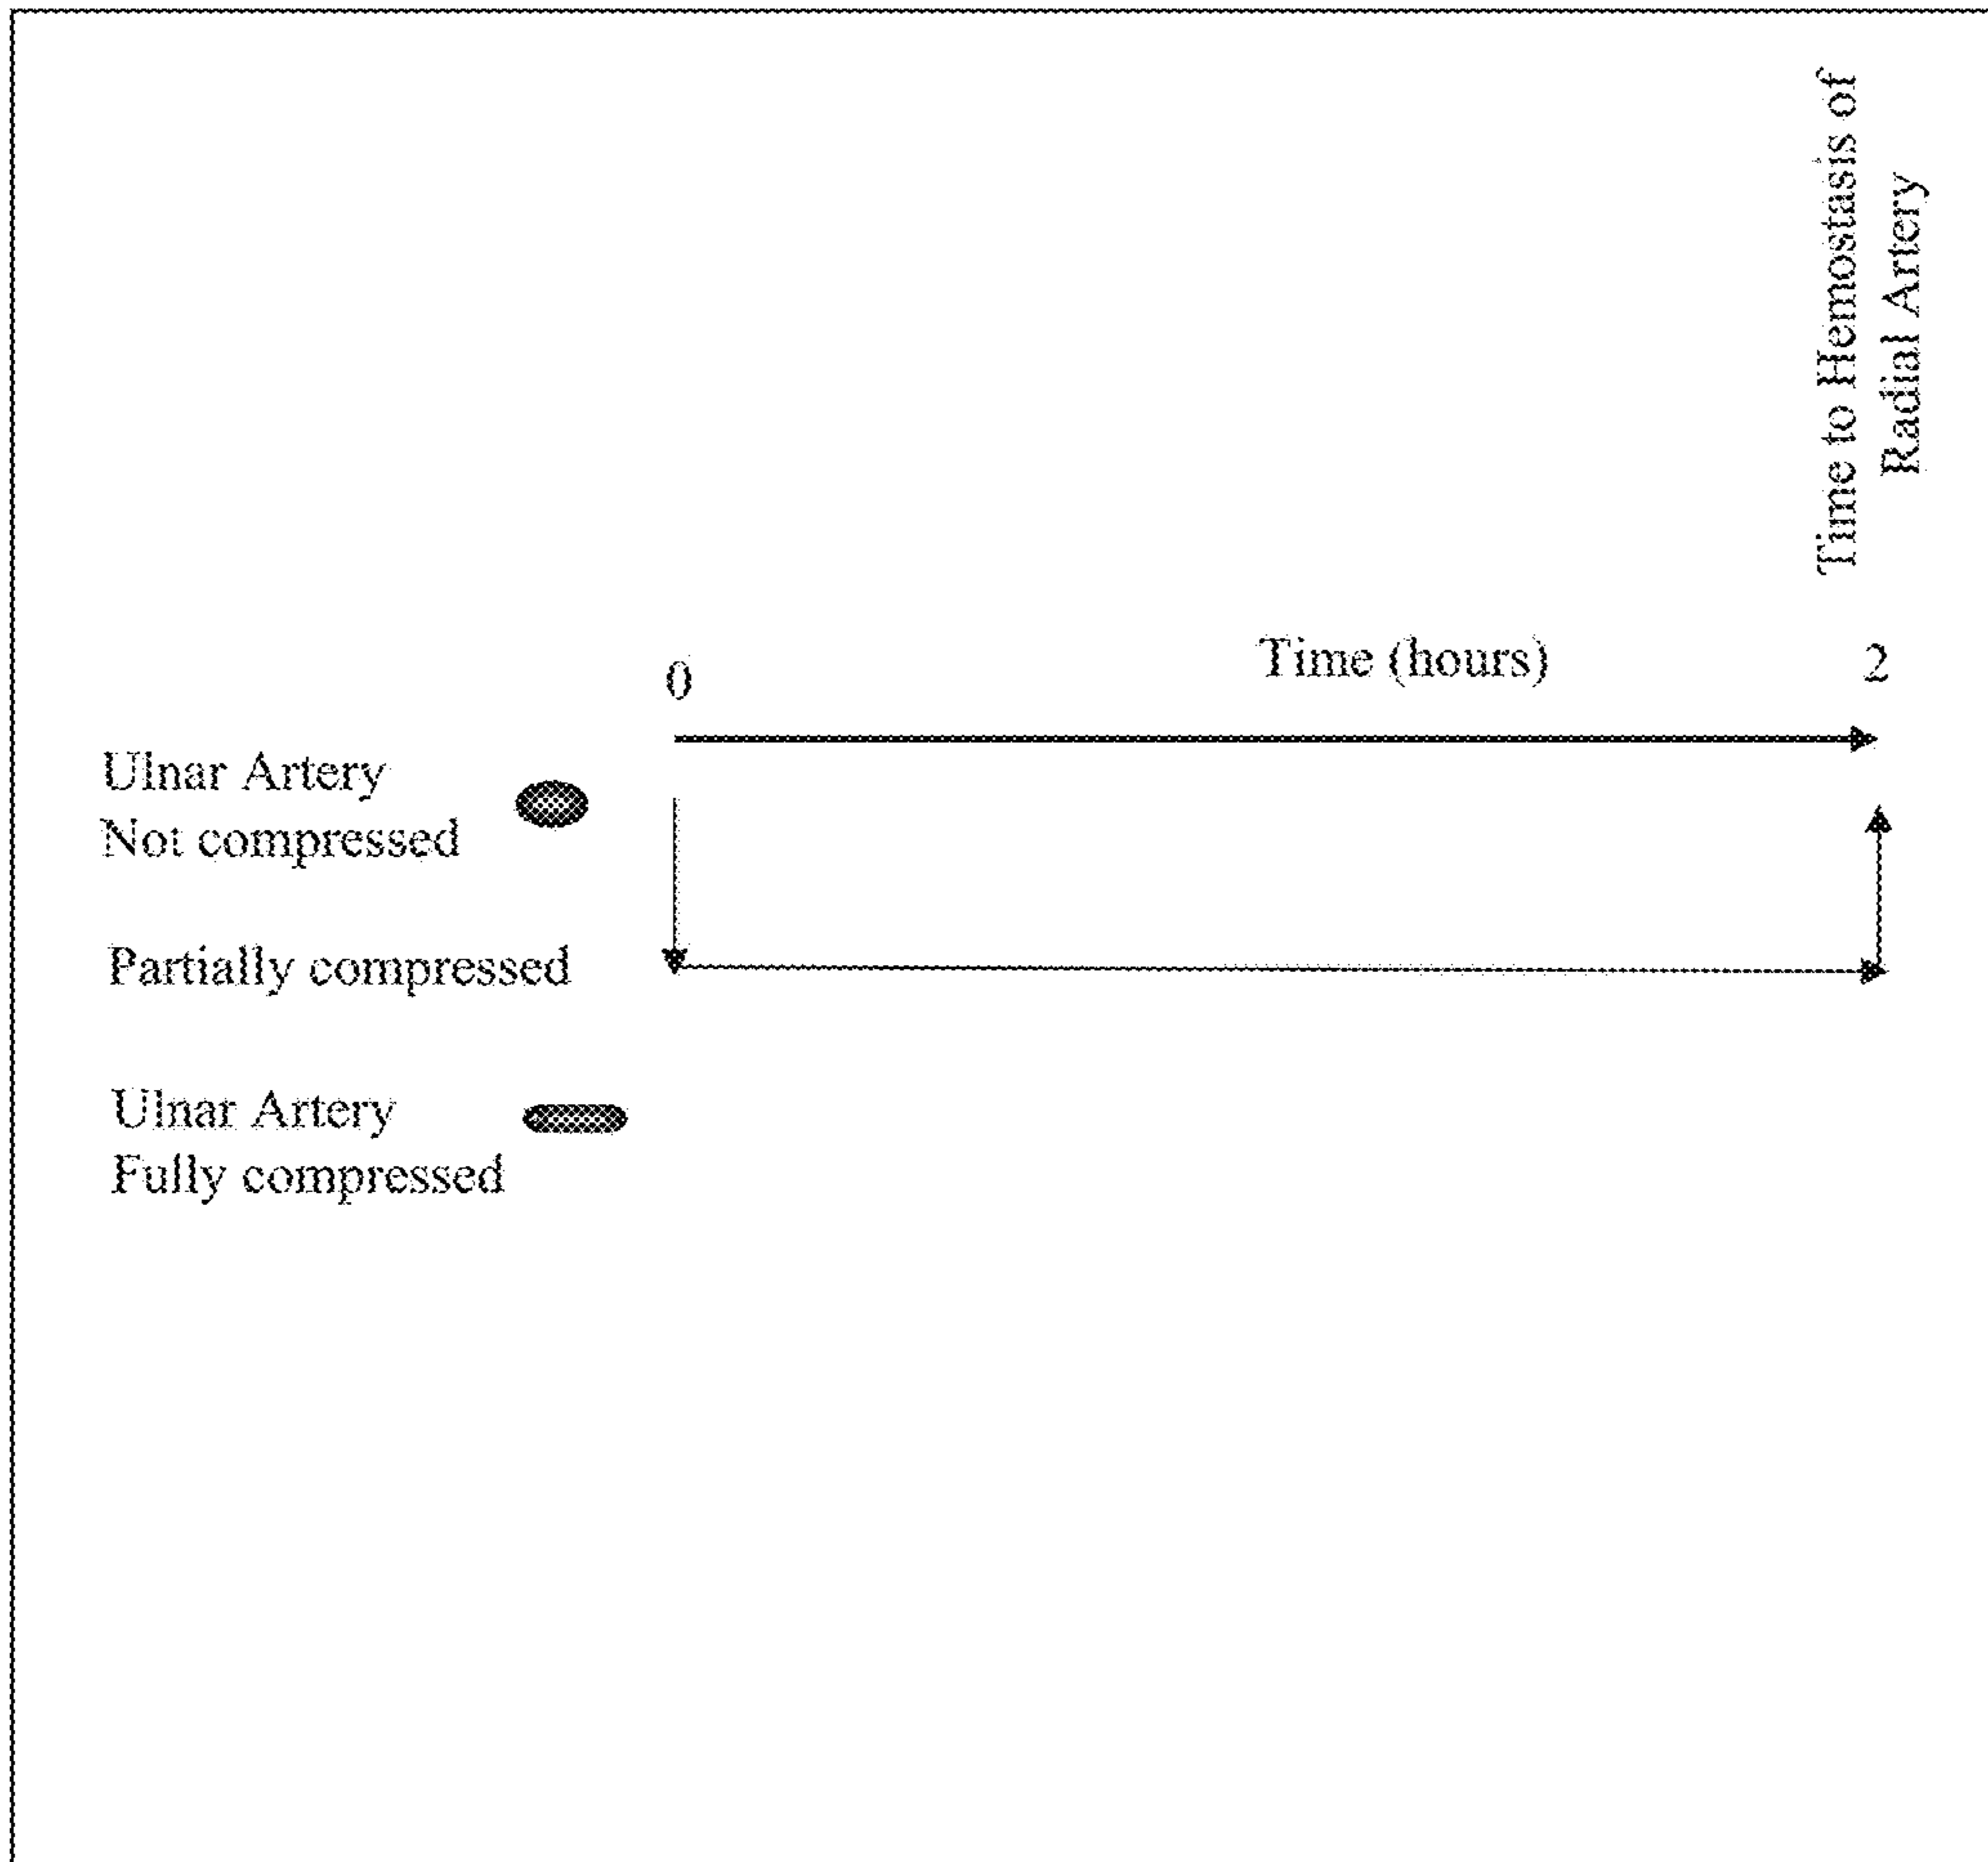 Time to Hemostasis of
Radial Artery
0
Time (hours)
2
Ulnar Artery
Not compressed
Partially compressed
Ulnar Artery
Fully compressed